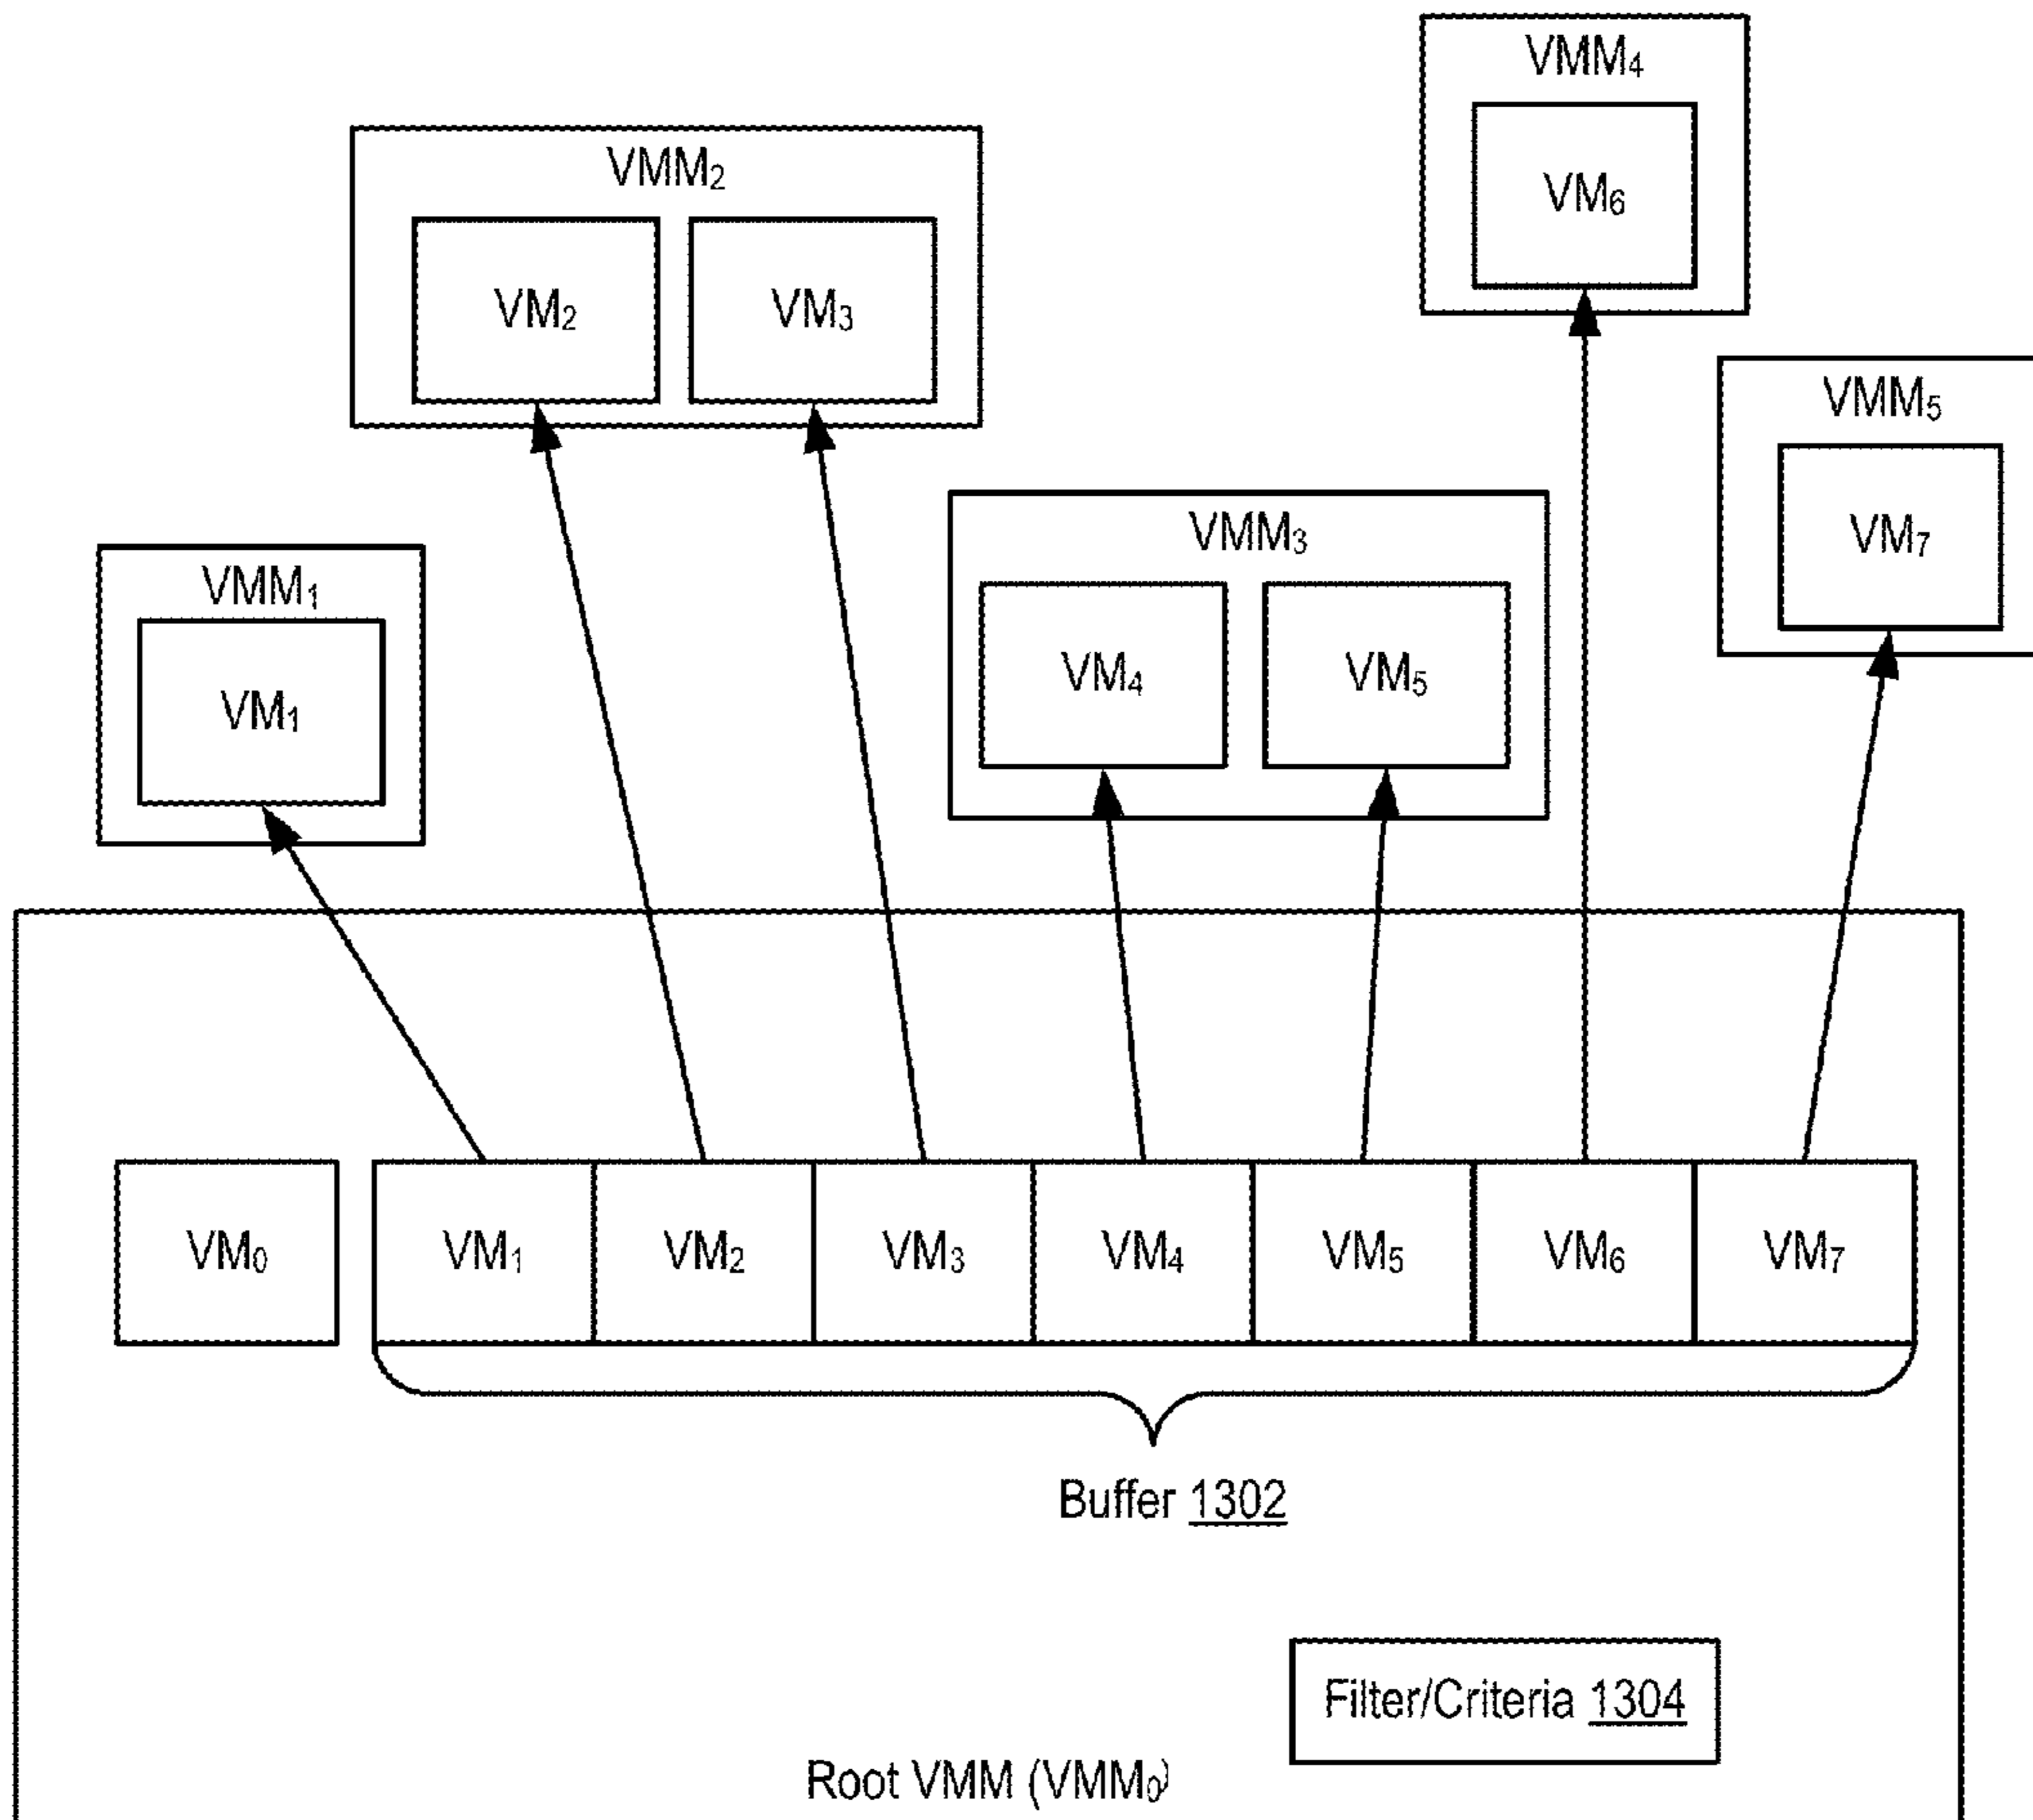 VMM₄
VM₆
VMM₂
VM₂ VM₃
VMM₅
VM₇
VMM₃
VM₄ VM₅
VMM₁
VM₁
VM₀ VM₁ VM₂ VM₃ VM₄ VM₅ VM₆ VM₇
Buffer 1302
Filter/Criteria 1304
Root VMM (VMM₀)